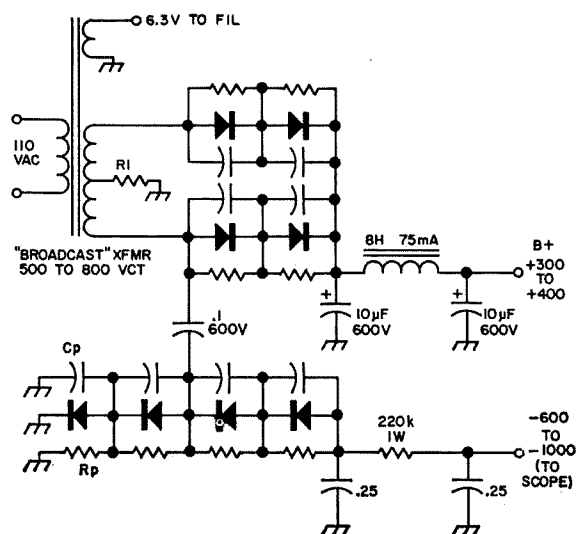 6.3V TO FIL
110
VAC
R1
"BROADCAST" XFMR
500 TO 800 VCT
8H 75mA
B+
+300
TO
+400
+
10µF
600V
+
10µF
600V
.1
600V
Cp
Rp
220k
1W
-600
TO
-1000
(TO
SCOPE)
.25
.25